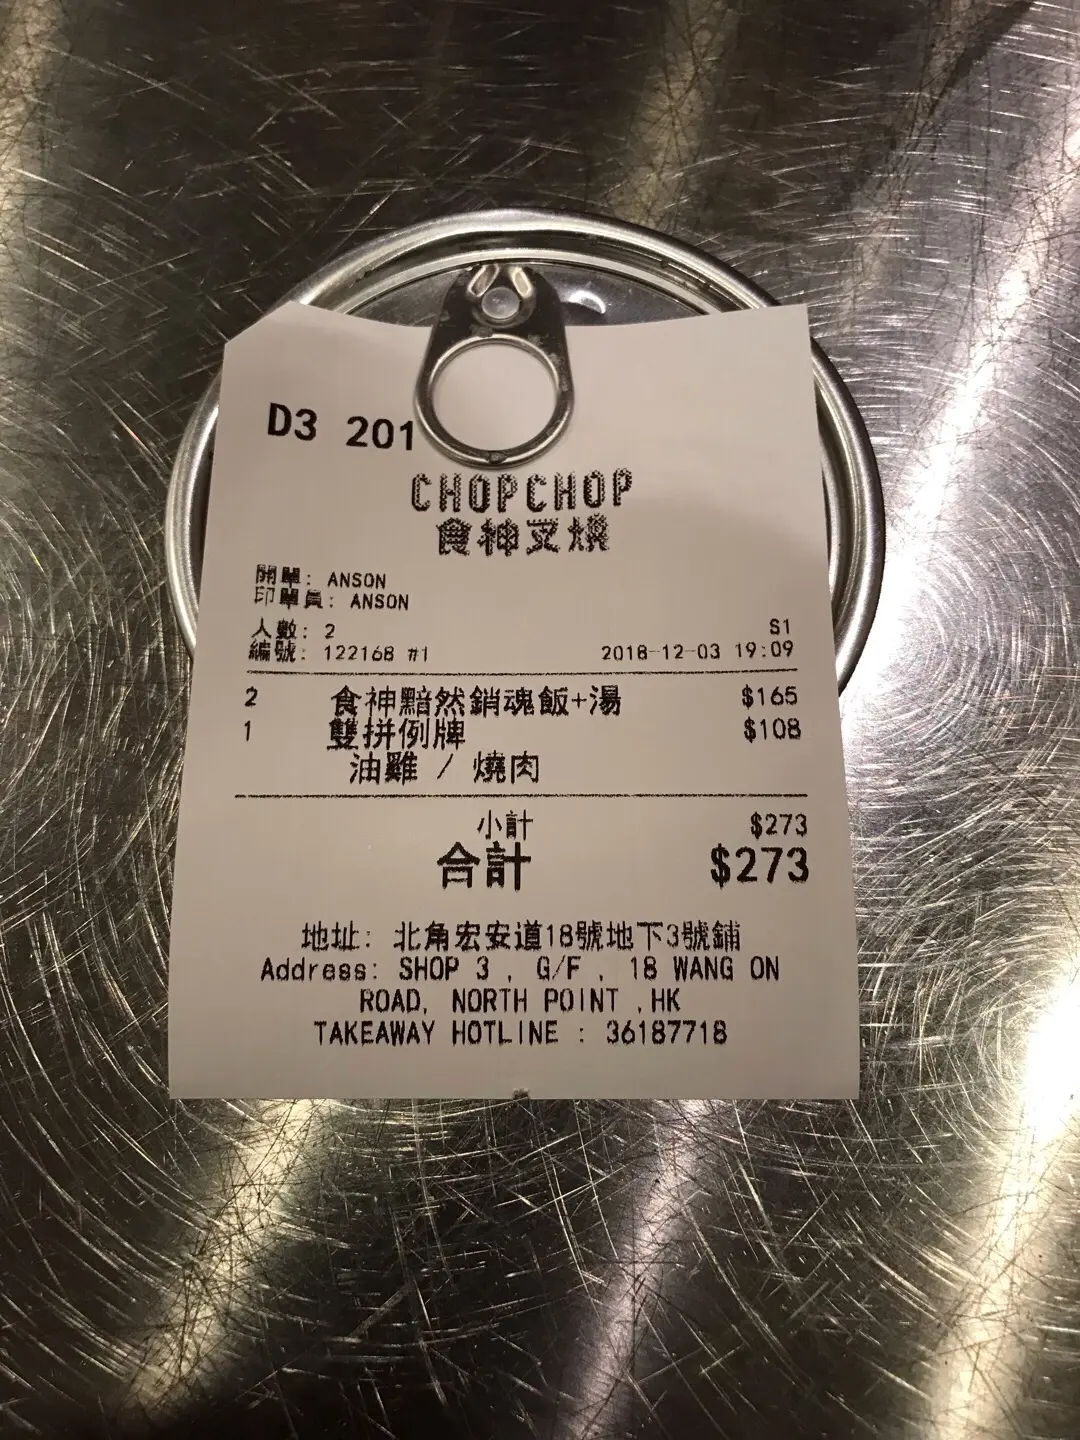 D3 201
CHOPCHOP
食神叉燒
開單: ANSON
印單員: ANSON
人數: 2 S1
編號: 122168 #1 2018-12-03 19:09
2 食神黯然銷魂飯+湯 $165
1 雙拼例牌 $108
油雞 / 燒肉
小計 $273
合計 $273
地址: 北角宏安道18號地下3號鋪
Address: SHOP 3 , G/F , 18 WANG ON
ROAD, NORTH POINT ,HK
TAKEAWAY HOTLINE : 36187718